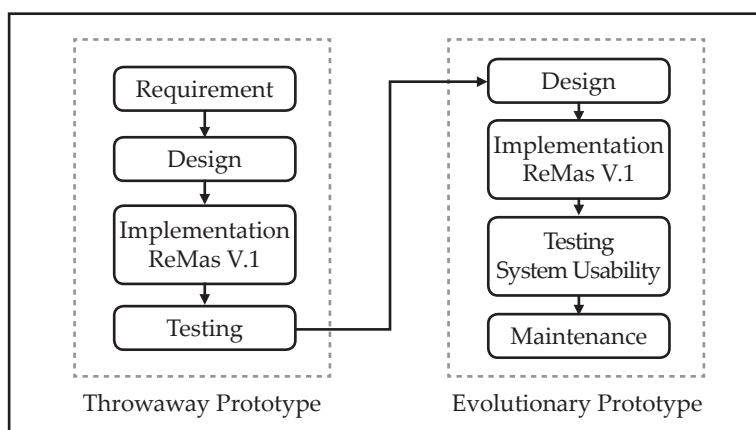 Requirement
Design
Implementation
ReMas V.1
Testing
Throwaway Prototype
Design
Implementation
ReMas V.1
Testing
System Usability
Maintenance
Evolutionary Prototype